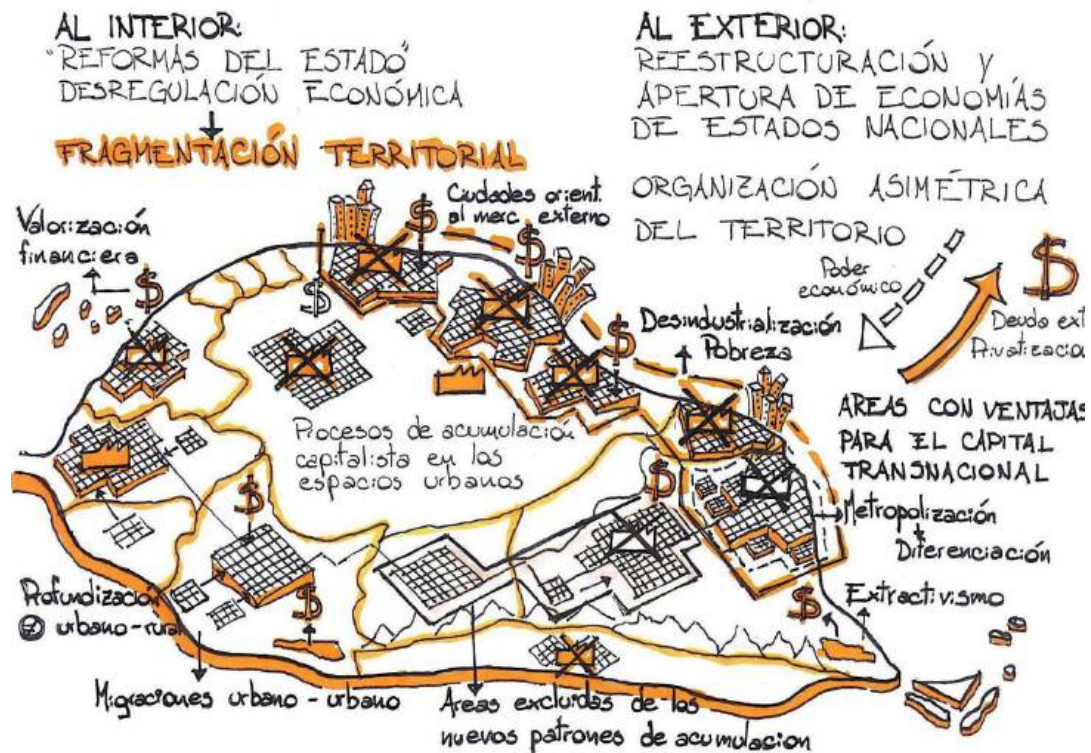 AL INTERIOR:
"REFORMAS DEL ESTADO"
DESREGULACIÓN ECONÓMICA
FRAGMENTACIÓN TERRITORIAL
AL EXTERIOR:
REESTRUCTURACIÓN Y
APERTURA DE ECONOMÍAS
DE ESTADOS NACIONALES
ORGANIZACIÓN ASIMÉTRICA
DEL TERRITORIO
Poder
económico
$
Deuda ext
Privatizacio
Valorización
financiera
$
Ciudades orient.
al merc. externo
$
$
$
$
Desindustrialización
Pobreza
AREAS CON VENTAJAS
PARA EL CAPITAL
TRANSNACIONAL
Procesos de acumulación
capitalista en los
espacios urbanos
$
$
Metropolización
Diferenciación
Profundización
urbano-rural
$
$
Extractivismo
Migraciones urbano-urbano
Areas excluidas de los
nuevos patrones de acumulacion